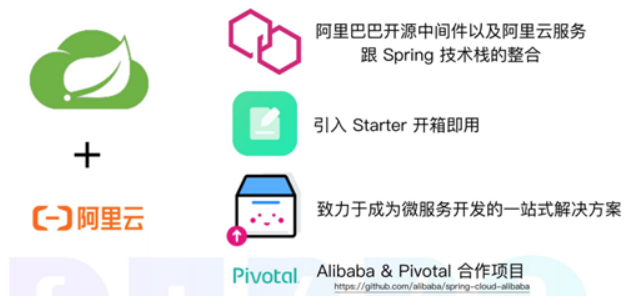 阿里巴巴开源中间件以及阿里云服务
跟 Spring 技术栈的整合
引入 Starter 开箱即用
+
阿里云
致力于成为微服务开发的一站式解决方案
Pivotal
Alibaba & Pivotal 合作项目
https://github.com/alibaba/spring-cloud-alibaba